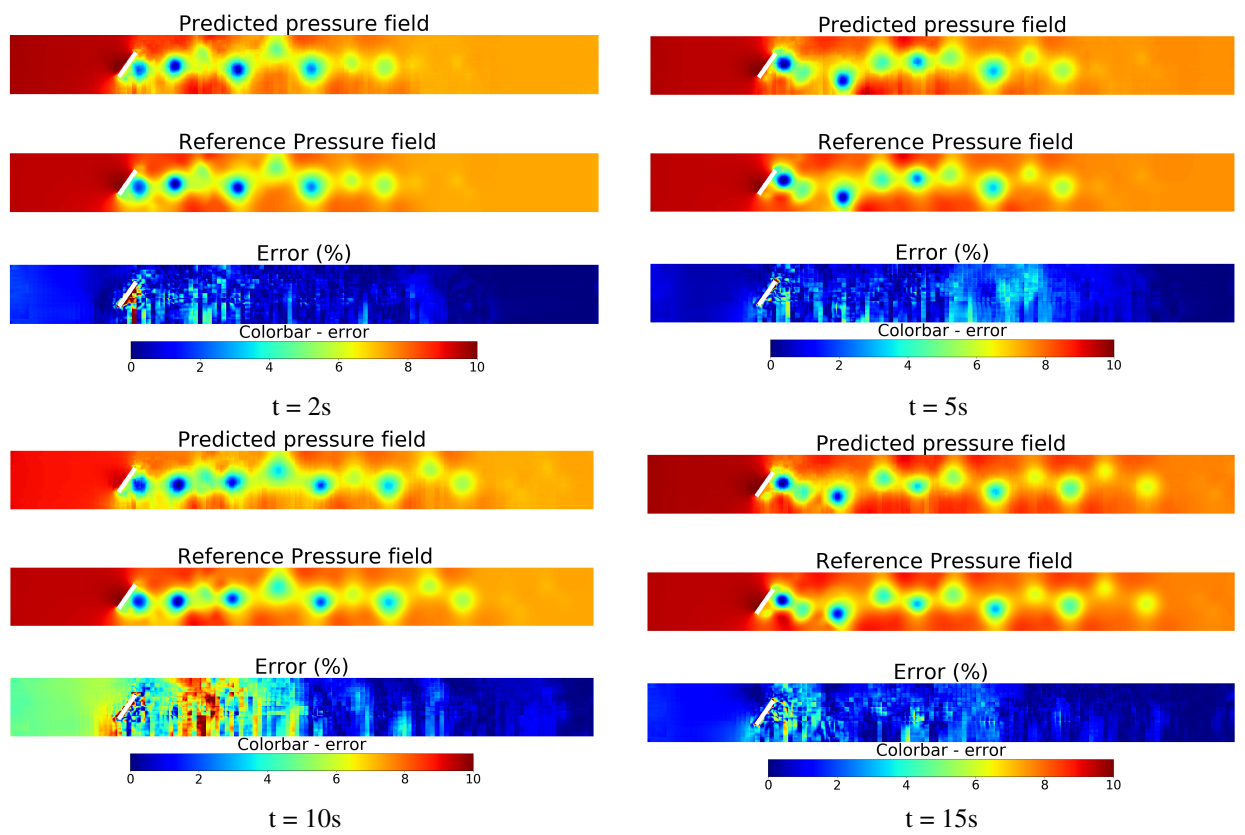 Predicted pressure field
Reference Pressure field
Error (%)
Colorbar - error
0 2 4 6 8 10
t = 2s
Predicted pressure field
Reference Pressure field
Error (%)
Colorbar - error
0 2 4 6 8 10
t = 5s
Predicted pressure field
Reference Pressure field
Error (%)
Colorbar - error
0 2 4 6 8 10
t = 10s
Predicted pressure field
Reference Pressure field
Error (%)
Colorbar - error
0 2 4 6 8 10
t = 15s